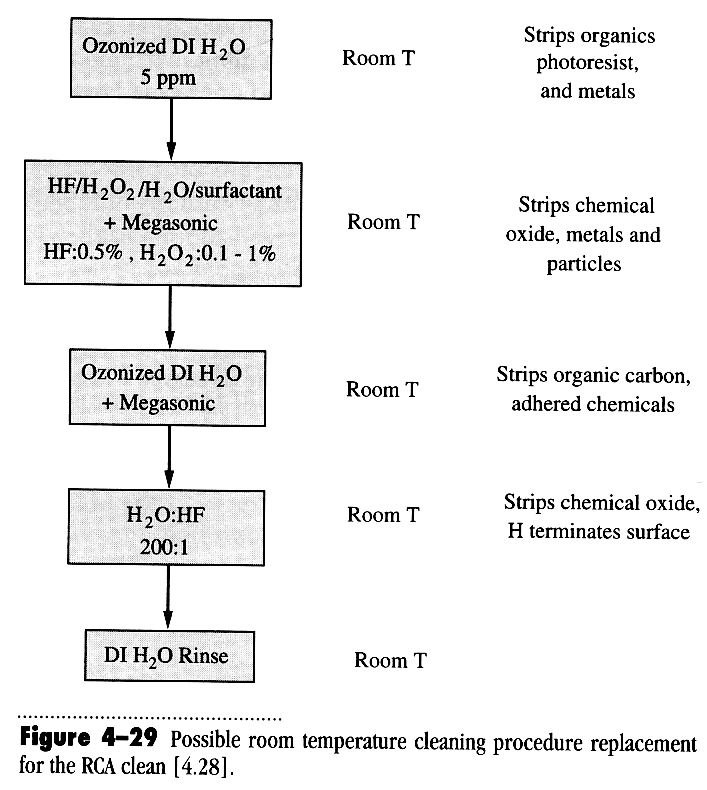 Ozonized DI H2O
5 ppm
Room T
Strips organics
photoresist,
and metals
HF/H2O2/H2O/surfactant
+ Megasonic
HF:0.5% , H2O2:0.1 - 1%
Room T
Strips chemical
oxide, metals and
particles
Ozonized DI H2O
+ Megasonic
Room T
Strips organic carbon,
adhered chemicals
H2O:HF
200:1
Room T
Strips chemical oxide,
H terminates surface
DI H2O Rinse
Room T
Figure 4–29 Possible room temperature cleaning procedure replacement
for the RCA clean [4.28].